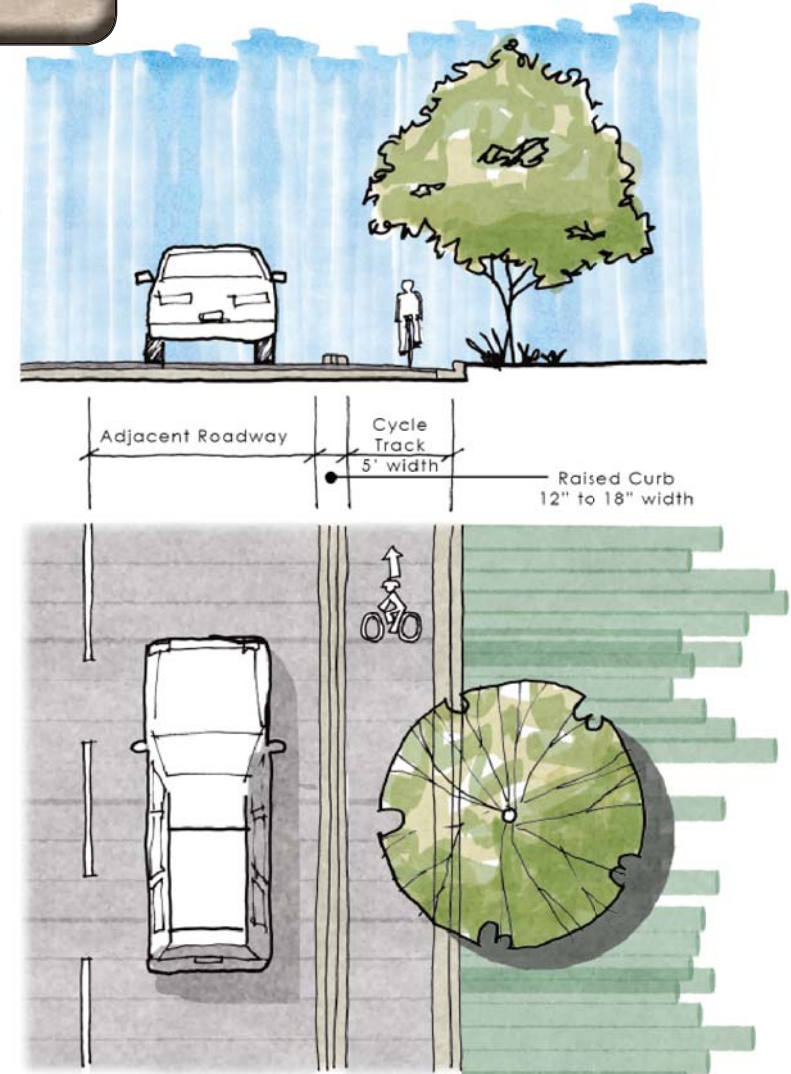 Adjacent Roadway
Cycle
Track
5' width
Raised Curb
12" to 18" width